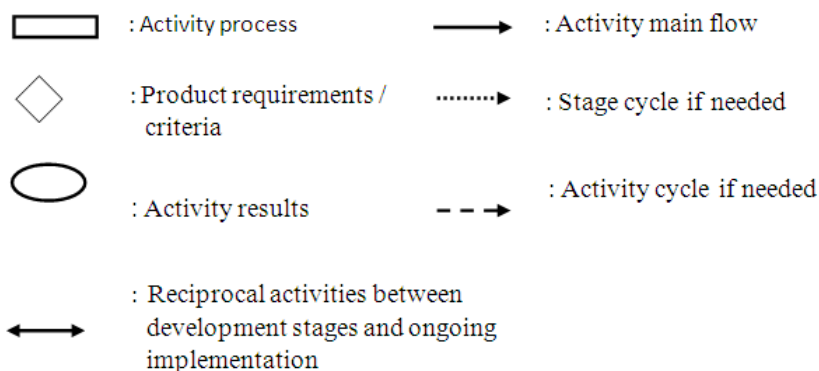 : Activity process
: Activity main flow
: Product requirements /
criteria
: Stage cycle if needed
: Activity results
: Activity cycle if needed
: Reciprocal activities between
development stages and ongoing
implementation